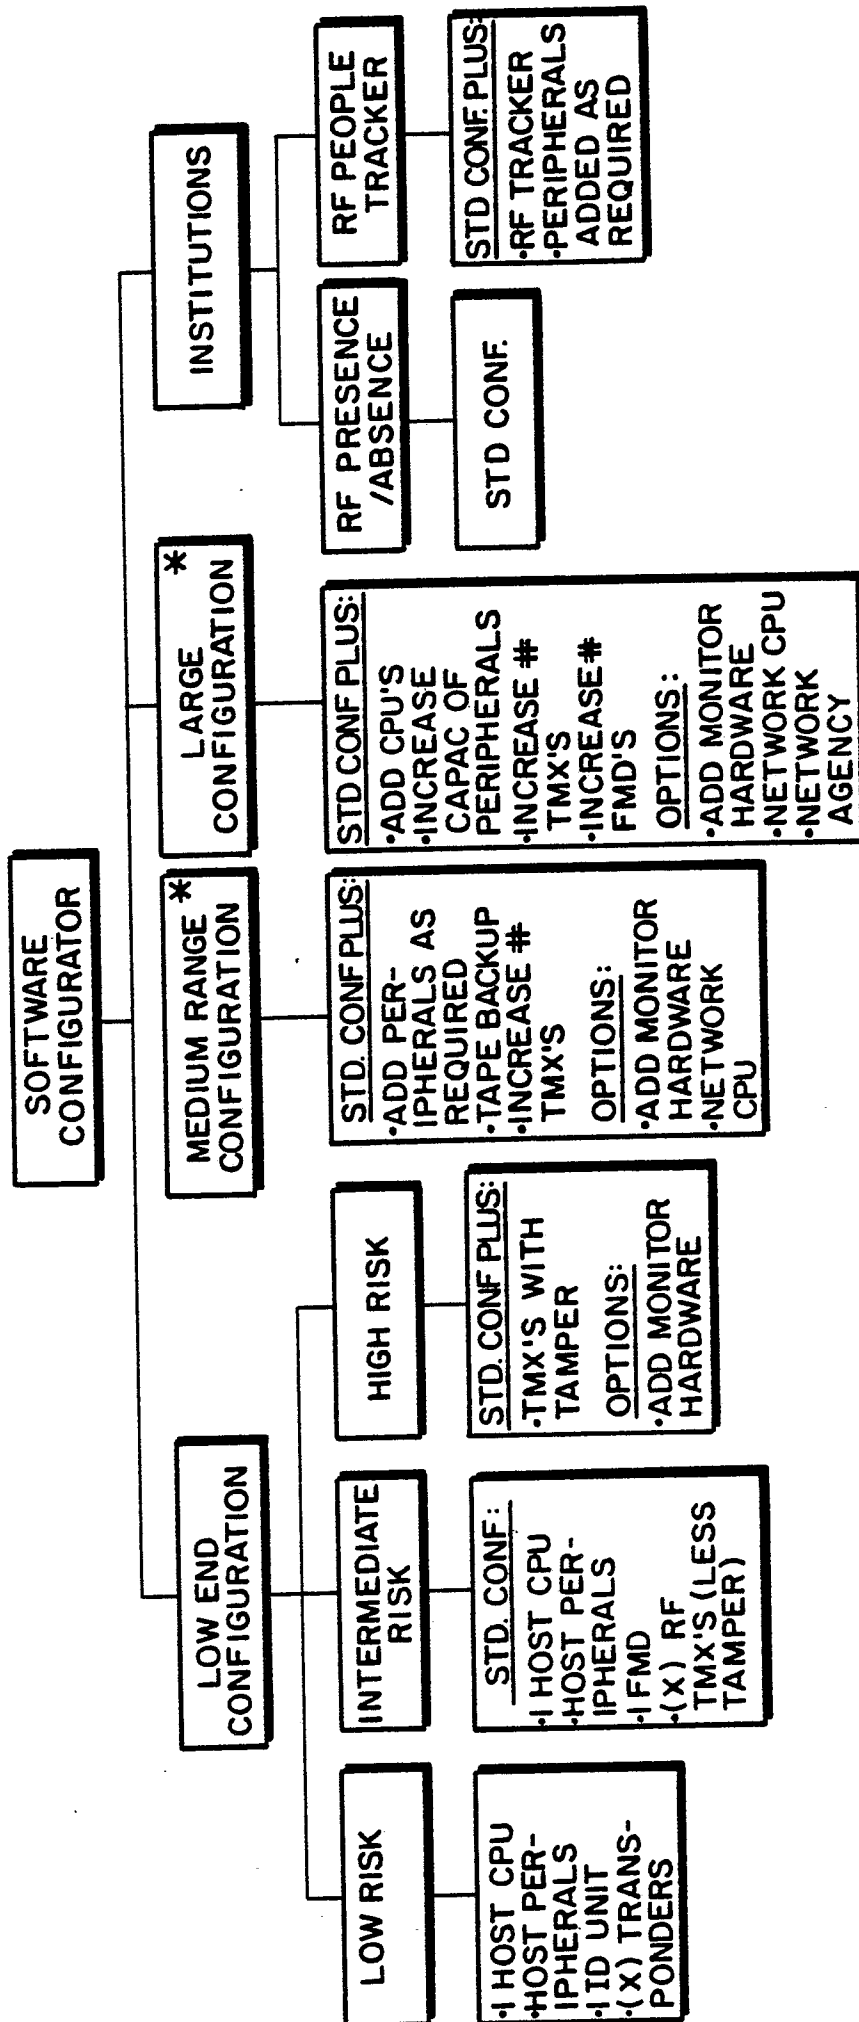 SOFTWARE
CONFIGURATOR
LOW END
CONFIGURATION
MEDIUM RANGE *
CONFIGURATION
LARGE *
CONFIGURATION
INSTITUTIONS
LOW RISK
INTERMEDIATE
RISK
HIGH RISK
•1 HOST CPU
•HOST PER-
IPHERALS
•1 ID UNIT
•(X) TRANS-
PONDERS
STD. CONF:
•1 HOST CPU
•HOST PER-
IPHERALS
•1 FMD
•(X) RF
TMX'S (LESS
TAMPER)
STD. CONF PLUS:
•TMX'S WITH
TAMPER
OPTIONS:
•ADD MONITOR
HARDWARE
STD. CONF PLUS:
•ADD PER-
IPHERALS AS
REQUIRED
•TAPE BACKUP
•INCREASE #
TMX'S
OPTIONS:
•ADD MONITOR
HARDWARE
•NETWORK
CPU
STD CONF PLUS:
•ADD CPU'S
•INCREASE
CAPAC OF
PERIPHERALS
•INCREASE #
TMX'S
•INCREASE #
FMD'S
OPTIONS:
•ADD MONITOR
HARDWARE
•NETWORK CPU
•NETWORK
AGENCY
RF PRESENCE
/ABSENCE
STD CONF.
RF PEOPLE
TRACKER
STD CONF. PLUS:
•RF TRACKER
•PERIPHERALS
ADDED AS
REQUIRED